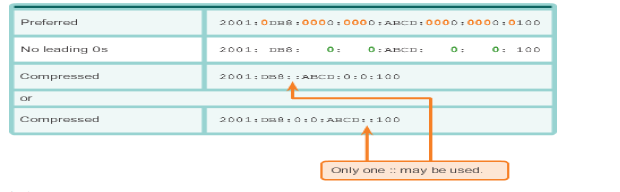 Preferred 2001:0DB8:0000:0000:ABCD:0000:0000:0100
No leading 0s 2001: DB8: 0: 0:ABCD: 0: 0: 100
Compressed 2001:DB8::ABCD:0:0:100
or
Compressed 2001:DB8:0:0:ABCD::100
Only one :: may be used.